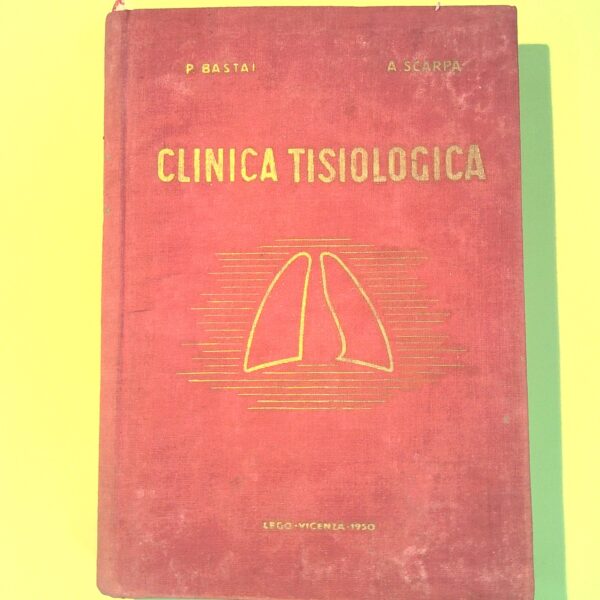 P. BASTAI A. SCARPA
CLINICA TISIOLOGICA
LEGO-VICENZA-1950